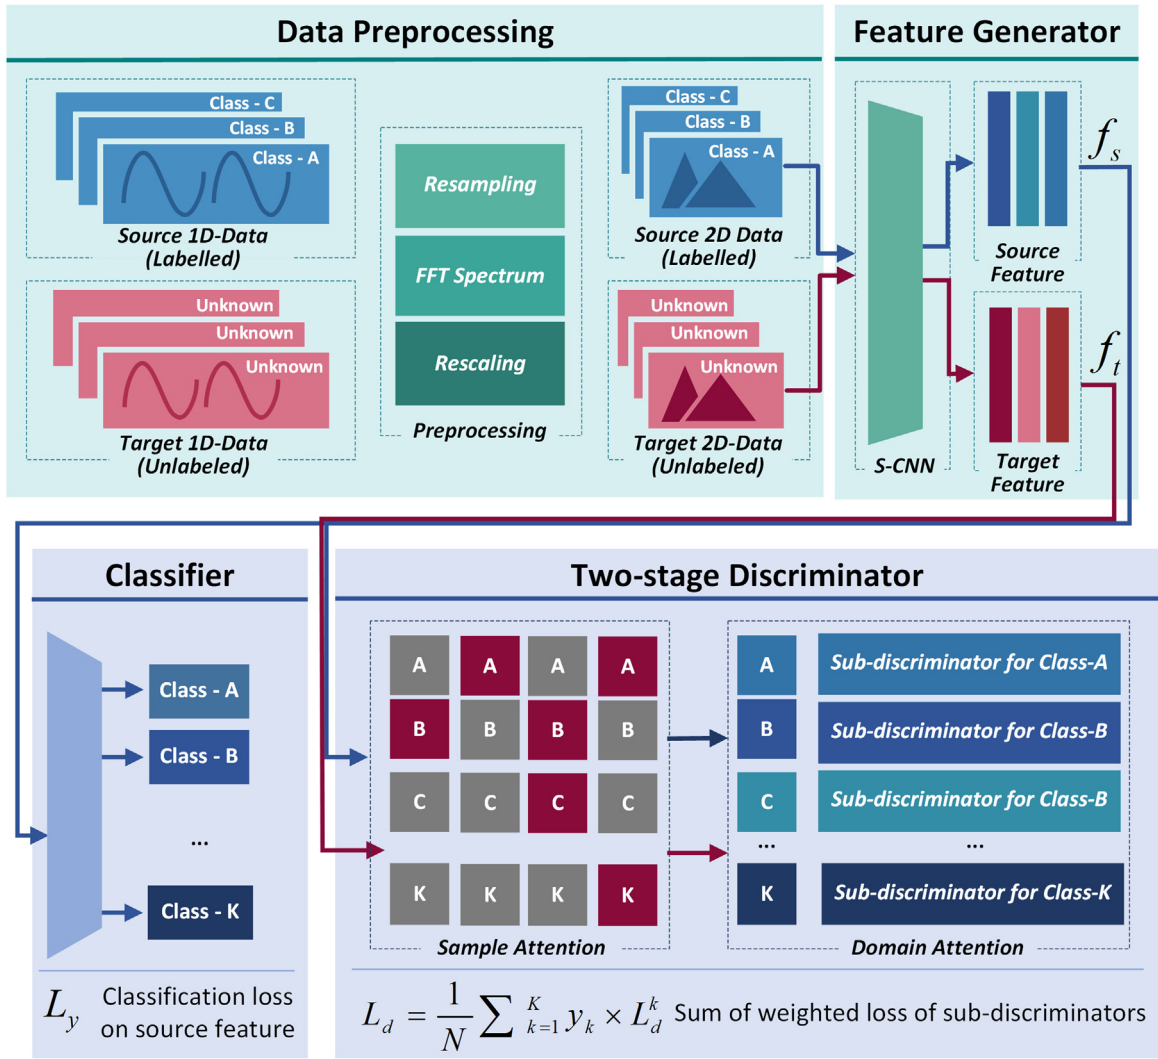 Data Preprocessing
Class - C
Class - B
Class - A
Source 1D-Data
(Labelled)
Unknown
Unknown
Unknown
Target 1D-Data
(Unlabeled)
Resampling
FFT Spectrum
Rescaling
Preprocessing
Class - C
Class - B
Class - A
Source 2D Data
(Labelled)
Unknown
Unknown
Unknown
Target 2D-Data
(Unlabeled)
Feature Generator
S-CNN
Source
Feature
f_s
Target
Feature
f_t
Classifier
Class - A
Class - B
...
Class - K
L_y Classification loss
on source feature
Two-stage Discriminator
A A A A
B B B B
C C C C
K K K K
Sample Attention
A Sub-discriminator for Class-A
B Sub-discriminator for Class-B
C Sub-discriminator for Class-B
... ...
K Sub-discriminator for Class-K
Domain Attention
L_d = \frac{1}{N} \sum_{k=1}^{K} y_k × L_d^k Sum of weighted loss of sub-discriminators